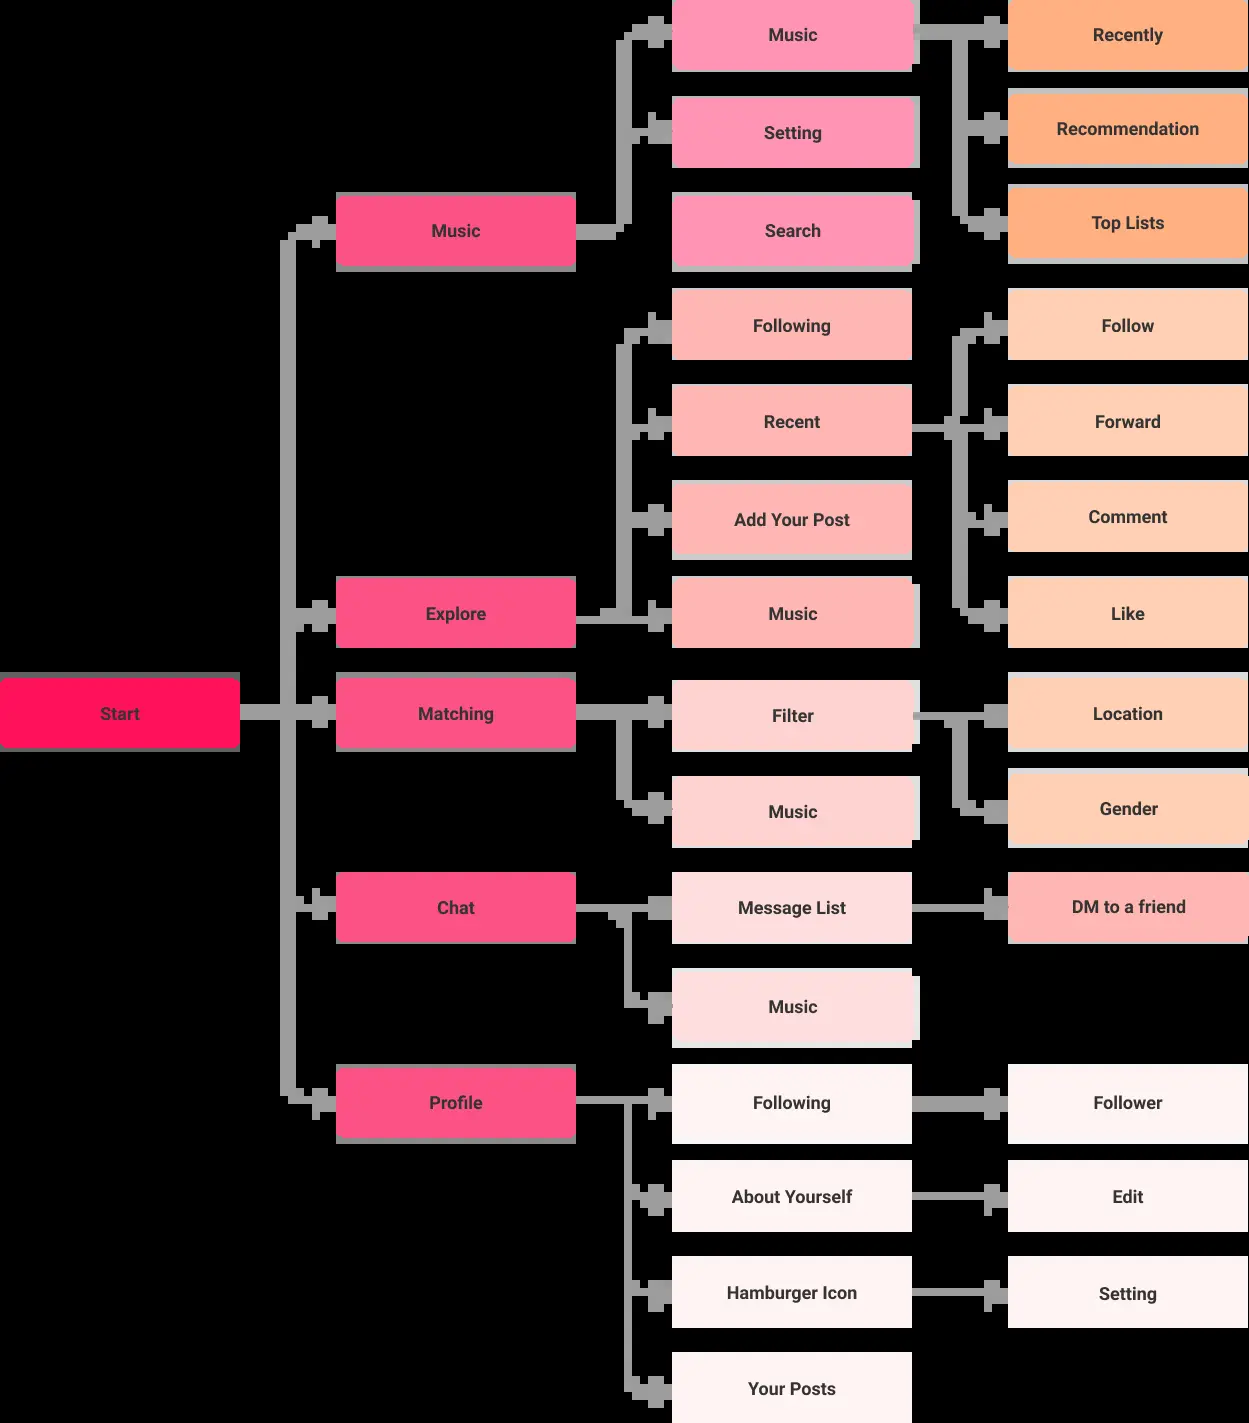 Start
Music
Explore
Matching
Chat
Profile
Music
Setting
Search
Following
Recent
Add Your Post
Music
Filter
Music
Message List
Music
Following
About Yourself
Hamburger Icon
Your Posts
Recently
Recommendation
Top Lists
Follow
Forward
Comment
Like
Location
Gender
DM to a friend
Follower
Edit
Setting